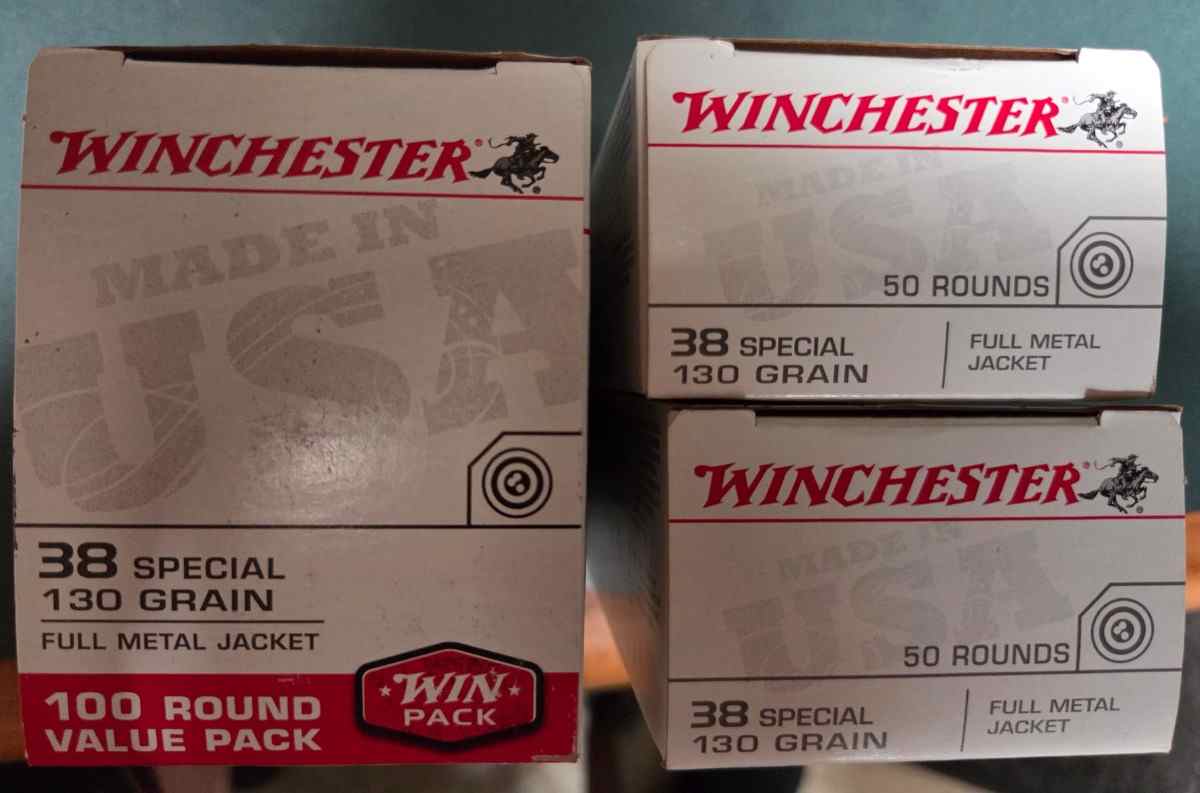 WINCHESTER®
MADE IN
USA
38 SPECIAL
130 GRAIN
FULL METAL JACKET
100 ROUND
VALUE PACK
WIN
PACK
WINCHESTER®
MADE IN
USA
50 ROUNDS
38 SPECIAL
130 GRAIN
FULL METAL
JACKET
WINCHESTER®
MADE IN
USA
50 ROUNDS
38 SPECIAL
130 GRAIN
FULL METAL
JACKET